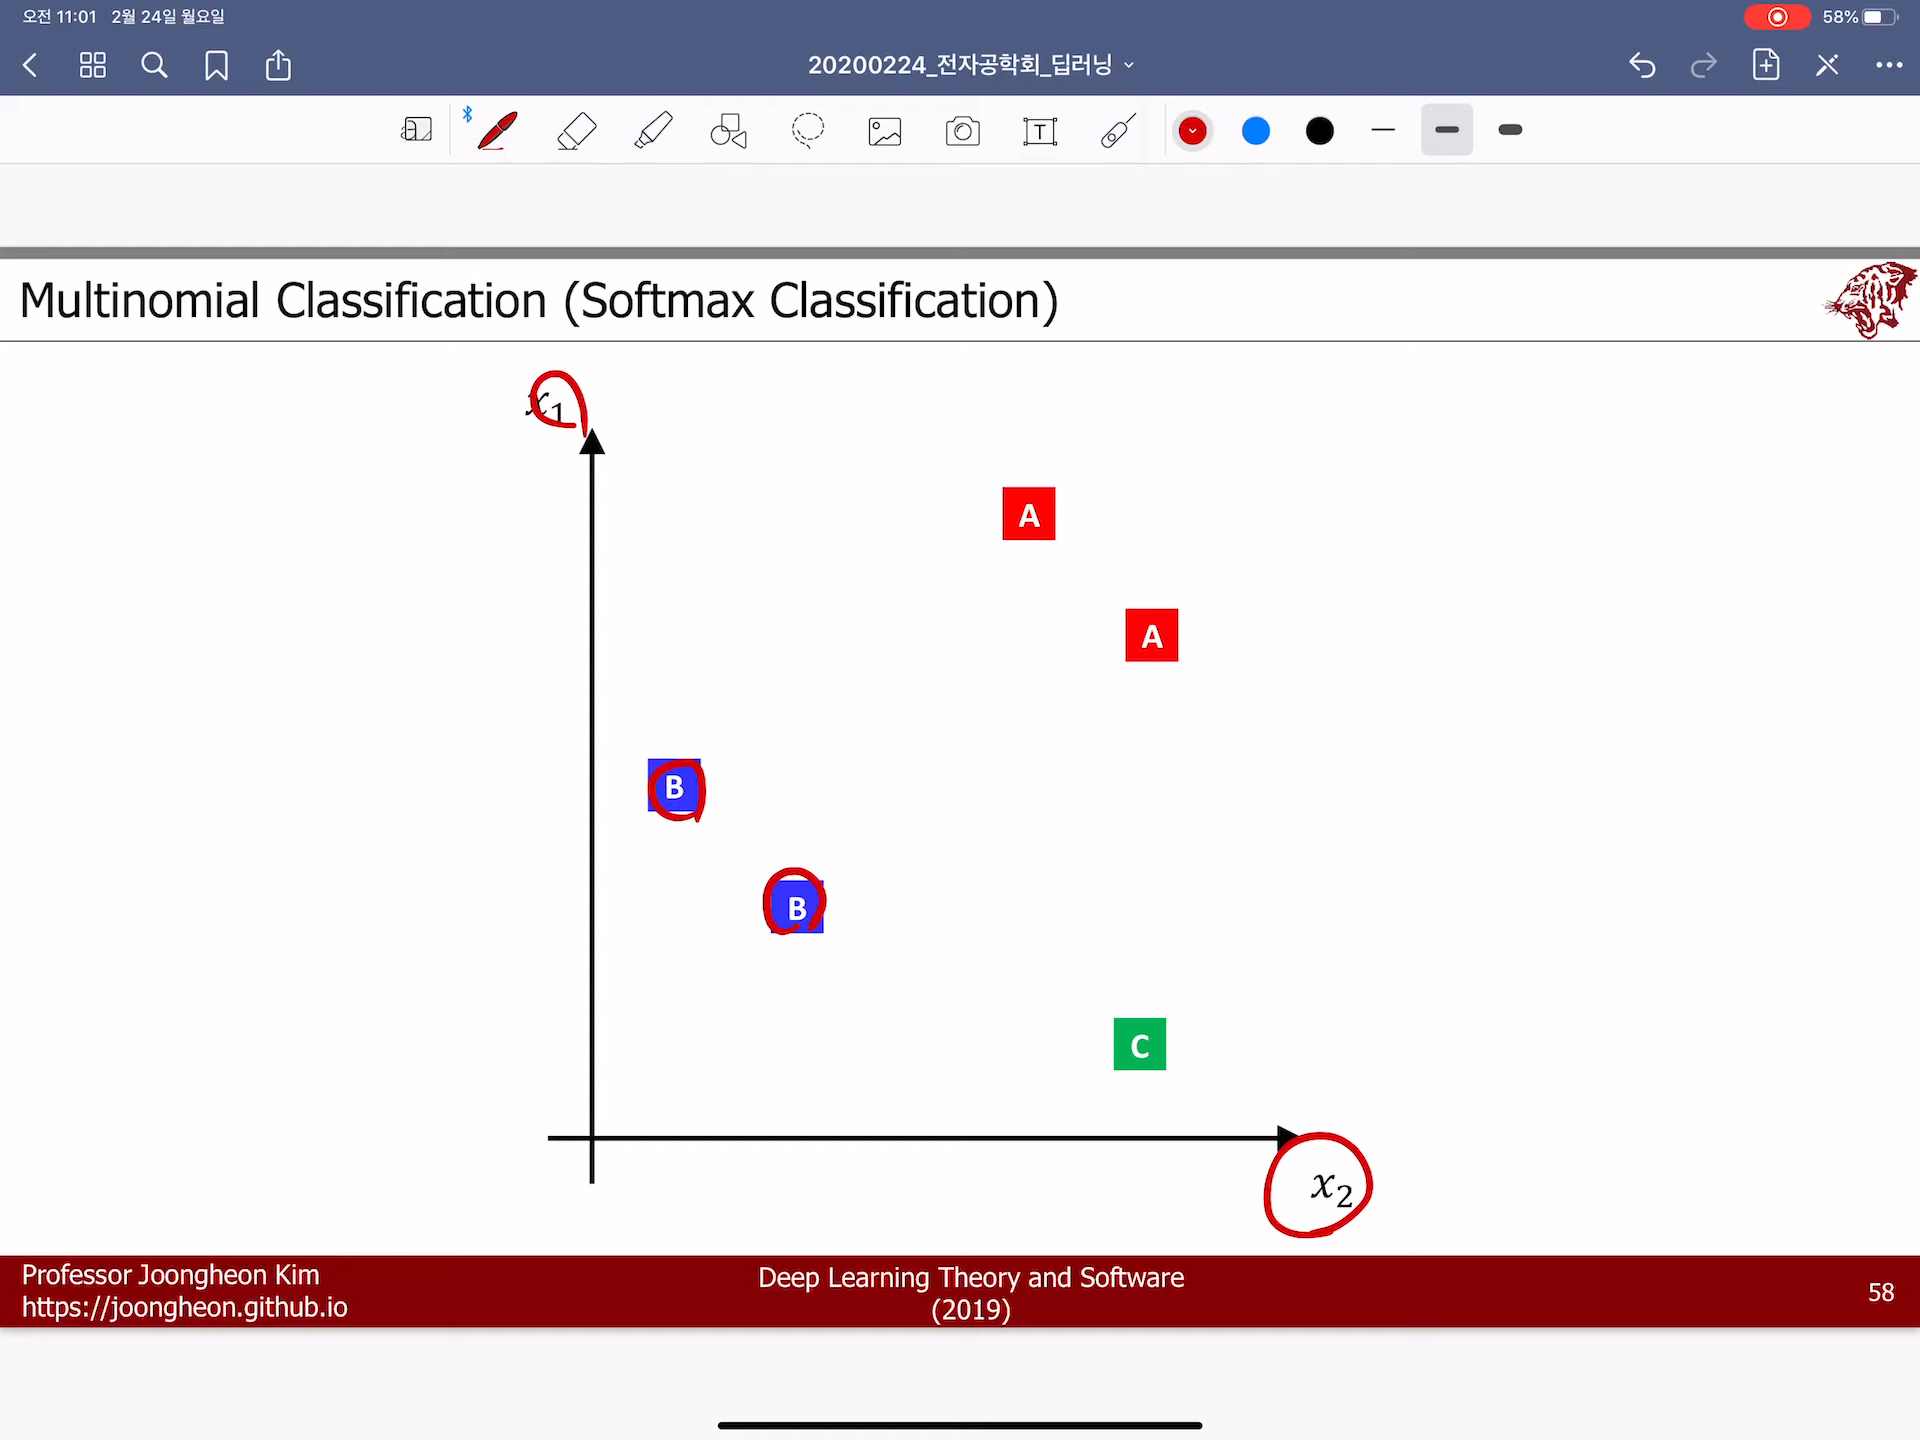 오전 11:01 2월 24일 월요일
58%
20200224_전자공학회_딥러닝
a
T
Multinomial Classification (Softmax Classification)
x1
A
A
B
B
C
x2
Professor Joongheon Kim
https://joongheon.github.io
Deep Learning Theory and Software
(2019)
58